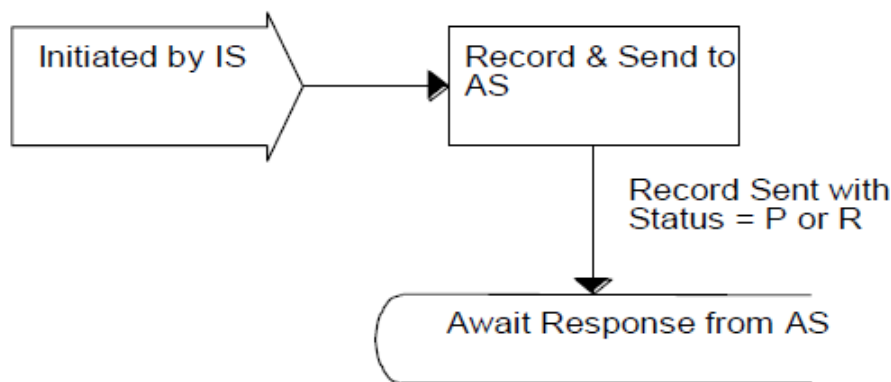 Initiated by IS
Record & Send to
AS
Record Sent with
Status = P or R
Await Response from AS